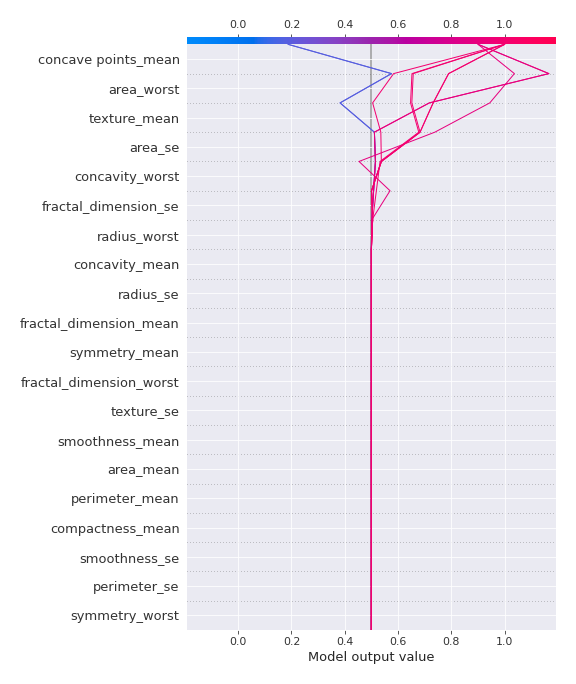 0.0 0.2 0.4 0.6 0.8 1.0
concave points_mean
area_worst
texture_mean
area_se
concavity_worst
fractal_dimension_se
radius_worst
concavity_mean
radius_se
fractal_dimension_mean
symmetry_mean
fractal_dimension_worst
texture_se
smoothness_mean
area_mean
perimeter_mean
compactness_mean
smoothness_se
perimeter_se
symmetry_worst
0.0 0.2 0.4 0.6 0.8 1.0
Model output value